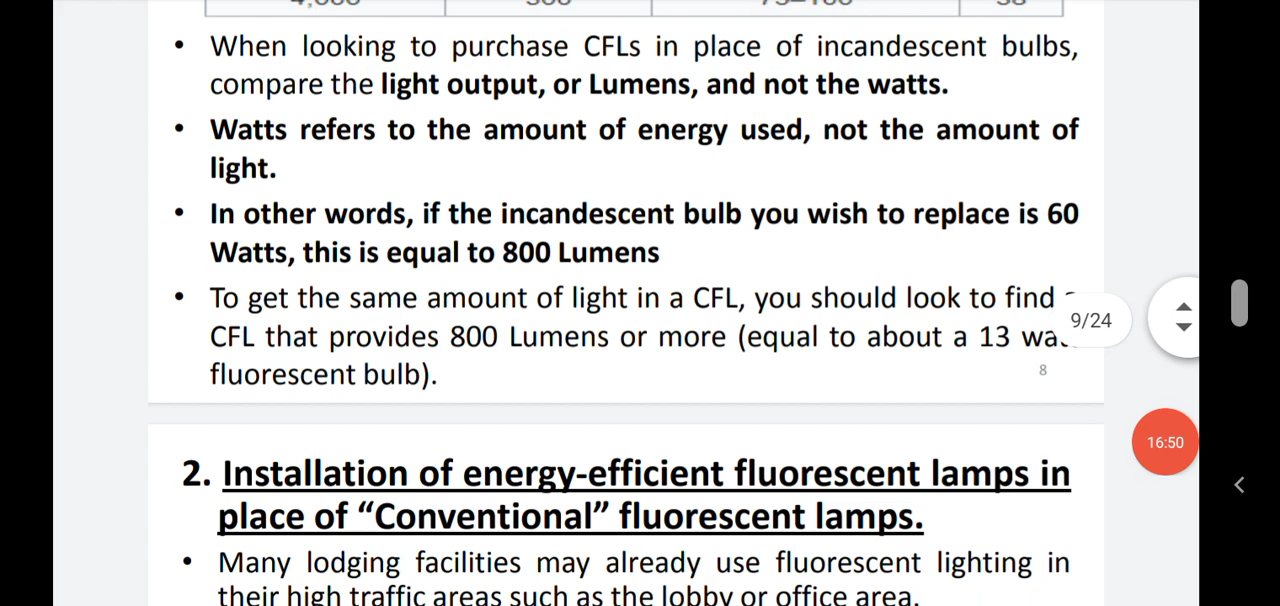 4,000 300 75–100 38
• When looking to purchase CFLs in place of incandescent bulbs,
compare the light output, or Lumens, and not the watts.
• Watts refers to the amount of energy used, not the amount of
light.
• In other words, if the incandescent bulb you wish to replace is 60
Watts, this is equal to 800 Lumens
• To get the same amount of light in a CFL, you should look to find
9/24
CFL that provides 800 Lumens or more (equal to about a 13
fluorescent bulb).
8
16:50
2. Installation of energy-efficient fluorescent lamps in
place of “Conventional” fluorescent lamps.
• Many lodging facilities may already use fluorescent lighting in
their high traffic areas such as the lobby or office area.